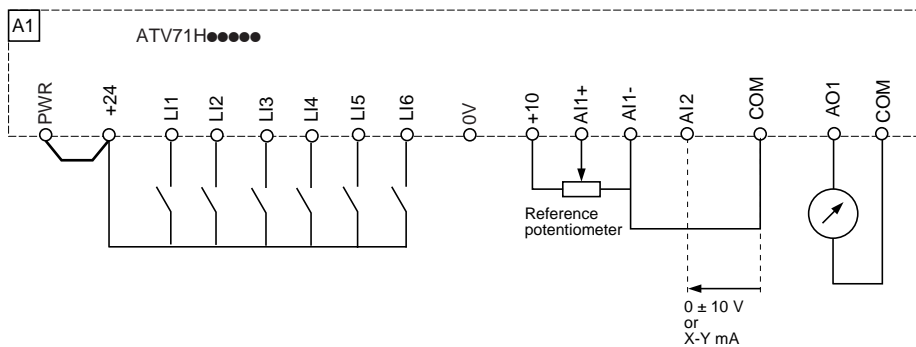 A1
ATV71H●●●●●
PWR
+24
LI1
LI2
LI3
LI4
LI5
LI6
0V
+10
AI1+
AI1-
AI2
COM
AO1
COM
Reference
potentiometer
0 ± 10 V
or
X-Y mA